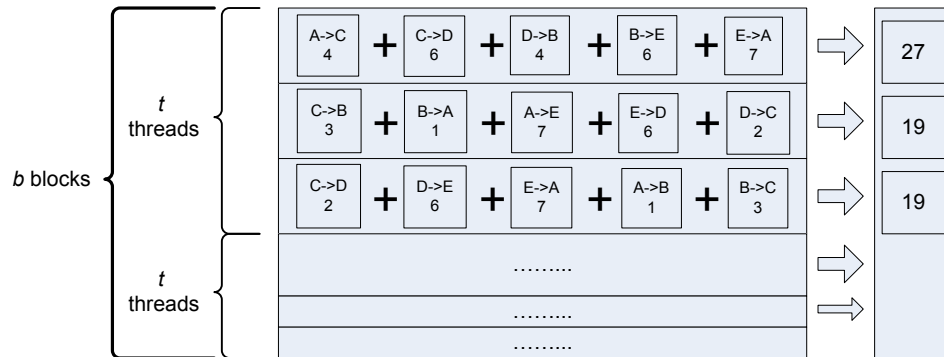 A->C + C->D + D->B + B->E + E->A
4 6 4 6 7 27
t threads
C->B + B->A + A->E + E->D + D->C
3 1 7 6 2 19
b blocks
C->D + D->E + E->A + A->B + B->C
2 6 7 1 3 19
t threads
.........
.........
.........